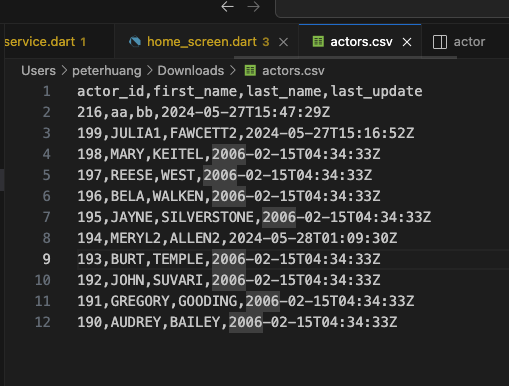 service.dart 1
home_screen.dart 3
actors.csv
actor
Users > peterhuang > Downloads > actors.csv
1 actor_id,first_name,last_name,last_update
2 216,aa,bb,2024-05-27T15:47:29Z
3 199,JULIA1,FAWCETT2,2024-05-27T15:16:52Z
4 198,MARY,KEITEL,2006-02-15T04:34:33Z
5 197,REESE,WEST,2006-02-15T04:34:33Z
6 196,BELA,WALKEN,2006-02-15T04:34:33Z
7 195,JAYNE,SILVERSTONE,2006-02-15T04:34:33Z
8 194,MERYL2,ALLEN2,2024-05-28T01:09:30Z
9 193,BURT,TEMPLE,2006-02-15T04:34:33Z
10 192,JOHN,SUVARI,2006-02-15T04:34:33Z
11 191,GREGORY,GOODING,2006-02-15T04:34:33Z
12 190,AUDREY,BAILEY,2006-02-15T04:34:33Z